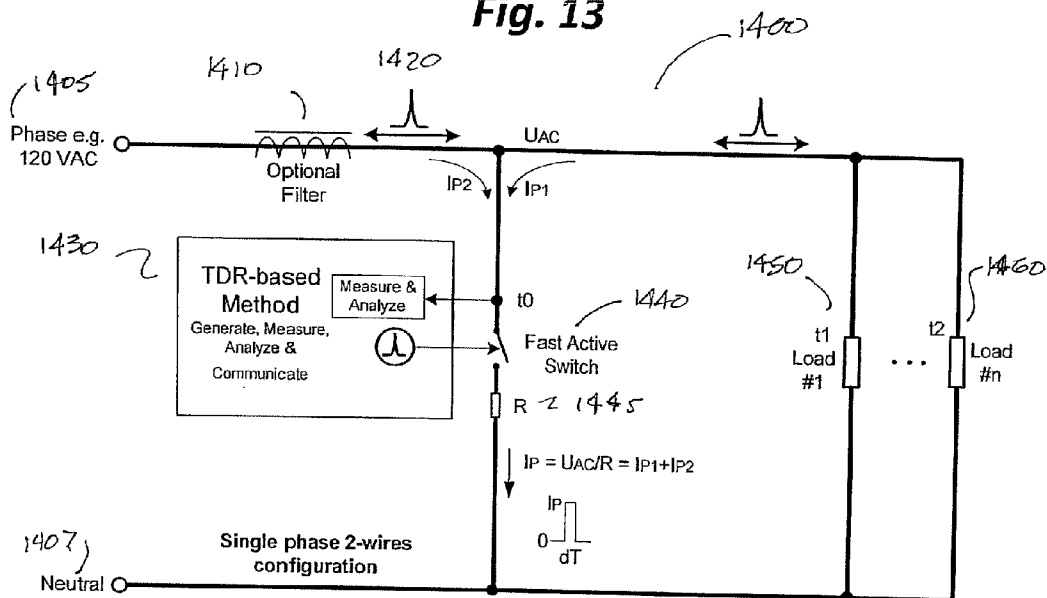 Fig. 13
1400
1420
1410
1405
Phase e.g.
120 VAC
UAC
Optional
Filter
IP2
IP1
1430
TDR-based
Method
Generate, Measure,
Analyze &
Communicate
Measure &
Analyze
t0
1440
Fast Active
Switch
1450
1460
t1
Load
#1
...
t2
Load
#n
R
1445
IP = UAC/R = IP1+IP2
IP
0
dT
1407
Neutral
Single phase 2-wires
configuration